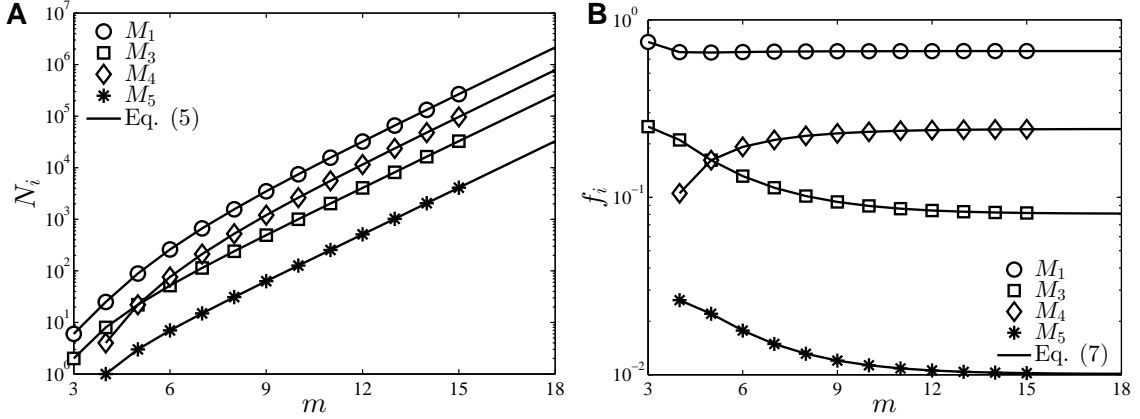 A
10^7
10^6
10^5
10^4
10^3
10^2
10^1
10^0
N_i
3 6 9 12 15 18
m
M_1
M_3
M_4
M_5
Eq. (5)
B
10^0
10^-1
10^-2
f_i
3 6 9 12 15 18
m
M_1
M_3
M_4
M_5
Eq. (7)